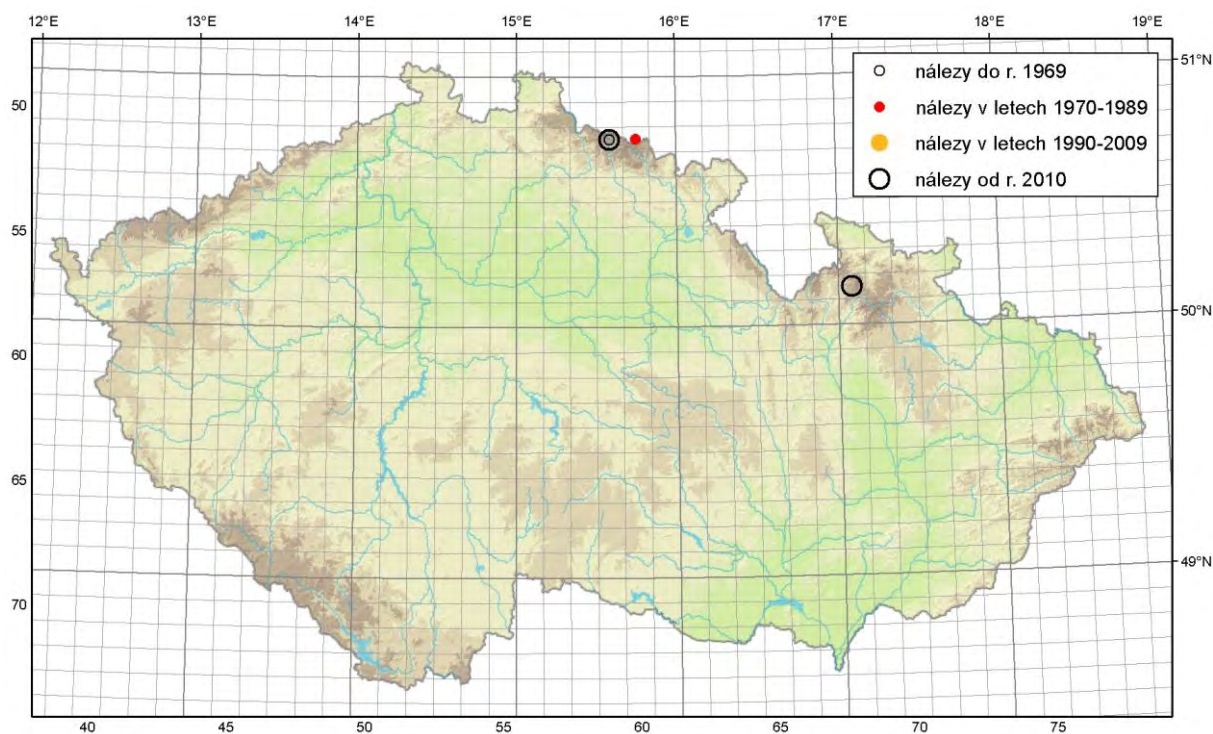 12°E 13°E 14°E 15°E 16°E 17°E 18°E 19°E
nálezy do r. 1969
nálezy v letech 1970-1989
nálezy v letech 1990-2009
nálezy od r. 2010
51°N
50
55
50°N
60
65
49°N
70
40 45 50 55 60 65 70 75